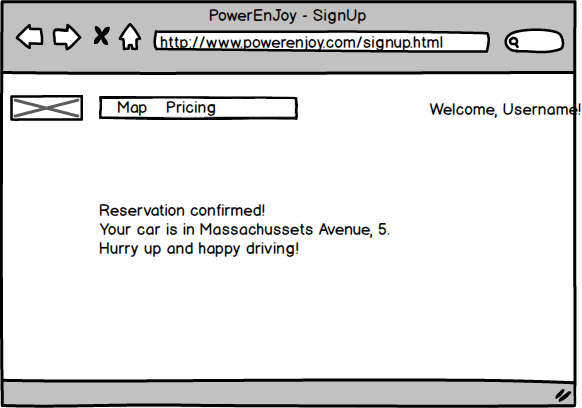 PowerEnJoy - SignUp
http://www.powerenjoy.com/signup.html
Map Pricing
Welcome, Username!
Reservation confirmed!
Your car is in Massachussets Avenue, 5.
Hurry up and happy driving!